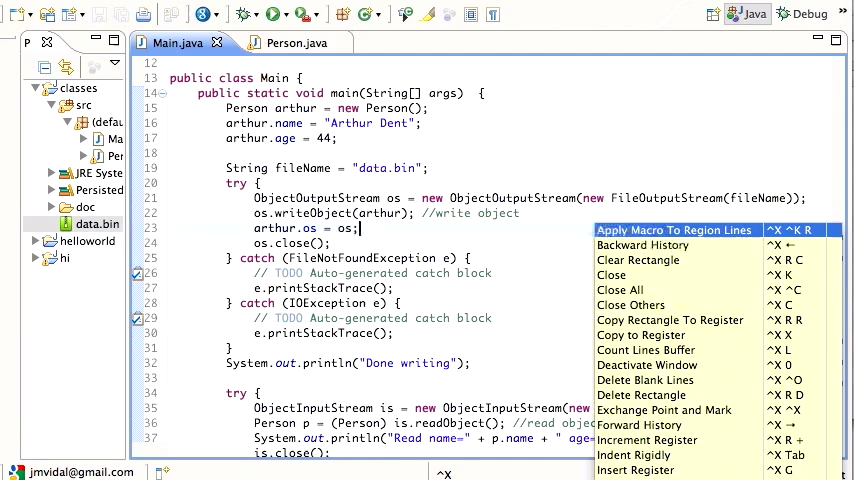 Java
Debug
P
Main.java
Person.java
classes
src
(defau
Ma
Per
JRE Syste
Persisted
doc
data.bin
helloworld
hi
12
13 public class Main {
14 public static void main(String[] args)  {
15 Person arthur = new Person();
16 arthur.name = "Arthur Dent";
17 arthur.age = 44;
18
19 String fileName = "data.bin";
20 try {
21 ObjectOutputStream os = new ObjectOutputStream(new FileOutputStream(fileName));
22 os.writeObject(arthur); //write object
23 arthur.os = os;
24 os.close();
25 } catch (FileNotFoundException e) {
26 // TODO Auto-generated catch block
27 e.printStackTrace();
28 } catch (IOException e) {
29 // TODO Auto-generated catch block
30 e.printStackTrace();
31 }
32 System.out.println("Done writing");
33
34 try {
35 ObjectInputStream is = new ObjectInputStream(new
36 Person p = (Person) is.readObject(); //read objec
37 System.out.println("Read name=" + p.name + " age=
is.close();
Apply Macro To Region Lines ^X ^K R
Backward History ^X ←
Clear Rectangle ^X R C
Close ^X K
Close All ^X ^C
Close Others ^X C
Copy Rectangle To Register ^X R R
Copy to Register ^X X
Count Lines Buffer ^X L
Deactivate Window ^X 0
Delete Blank Lines ^X ^O
Delete Rectangle ^X R D
Exchange Point and Mark ^X ^X
Forward History ^X →
Increment Register ^X R +
Indent Rigidly ^X Tab
Insert Register ^X G
jmvidal@gmail.com
^X